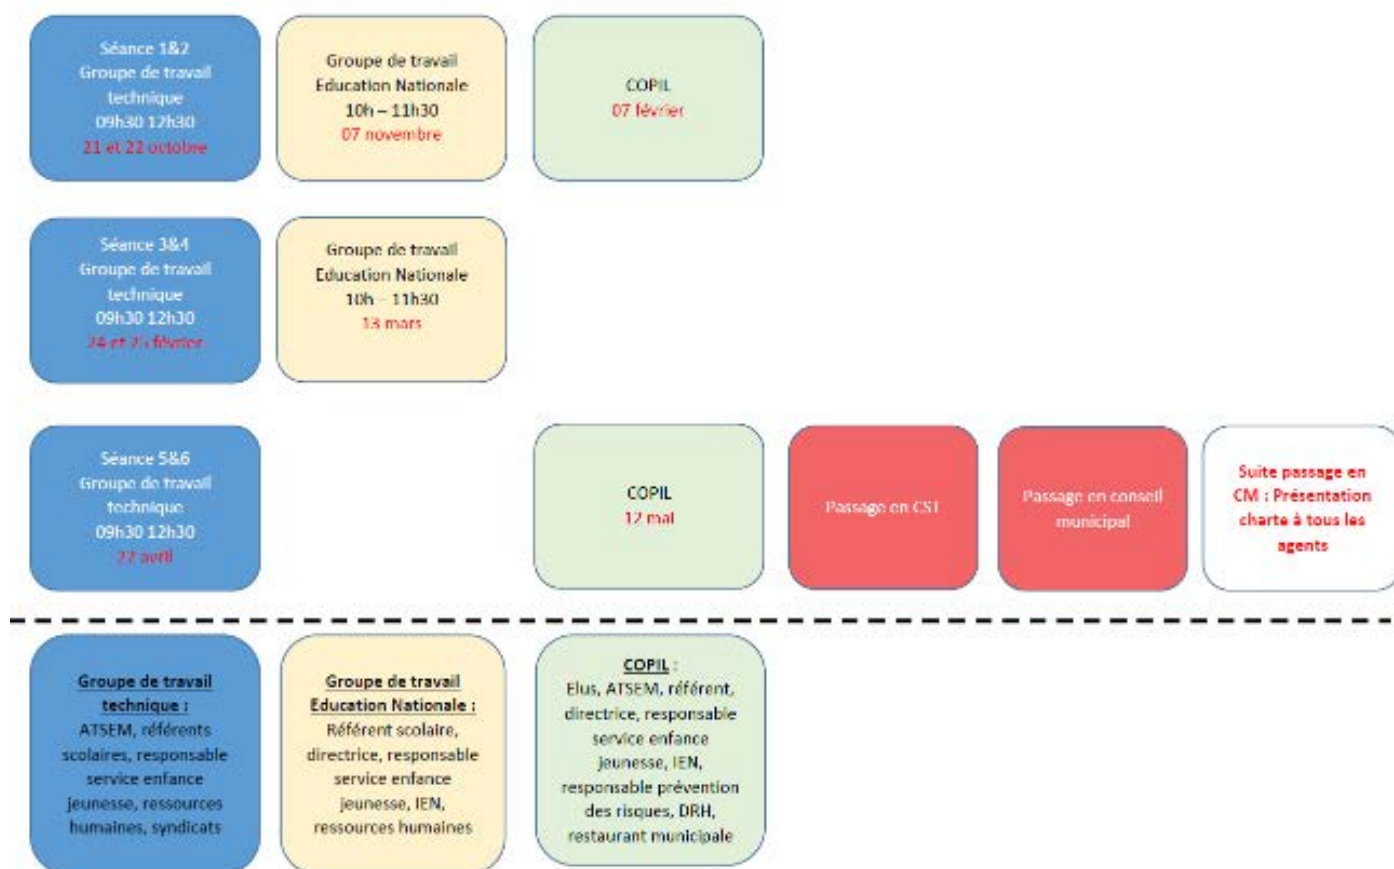 Séance 1&2
Groupe de travail
technique
09h30 12h30
21 et 22 octobre
Groupe de travail
Education Nationale
10h – 11h30
07 novembre
COPIL
07 février
Séance 3&4
Groupe de travail
technique
09h30 12h30
24 et 25 février
Groupe de travail
Education Nationale
10h – 11h30
13 mars
Séance 5&6
Groupe de travail
technique
09h30 12h30
22 avril
COPIL
12 mai
Passage en CST
Passage en conseil
municipal
Suite passage en
CM : Présentation
charte à tous les
agents
Groupe de travail
technique :
ATSEM, référents
scolaires, responsable
service enfance
jeunesse, ressources
humaines, syndicats
Groupe de travail
Education Nationale :
Référent scolaire,
directrice, responsable
service enfance
jeunesse, IEN,
ressources humaines
COPIL :
Elus, ATSEM, référent,
directrice, responsable
service enfance
jeunesse, IEN,
responsable prévention
des risques, DRH,
restaurant municipale